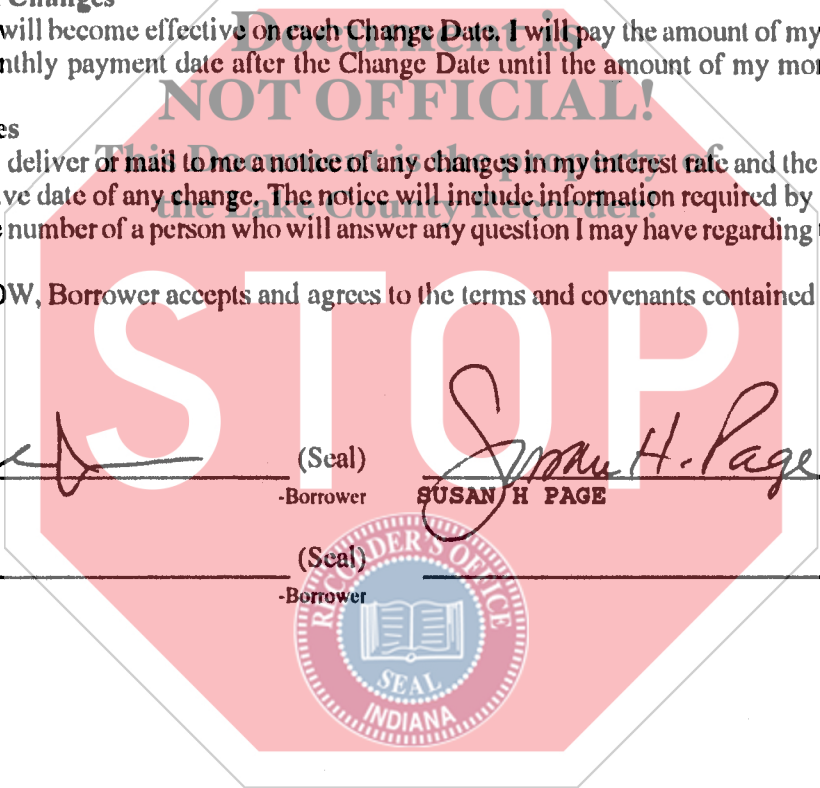 Changes
will become effective on each Change Date. I will pay the amount of my
Document is
nthly payment date after the Change Date until the amount of my mon
NOT OFFICIAL!
es
deliver or mail to me a notice of any changes in my interest rate and the
This Document is the property of
ve date of any change. The notice will include information required by
the Lake County Recorder!
number of a person who will answer any question I may have regarding
OW, Borrower accepts and agrees to the terms and covenants contained
STOP
(Seal) Susan H. Page
-Borrower SUSAN H PAGE
(Seal)
-Borrower
RECORDER'S OFFICE
SEAL
INDIANA